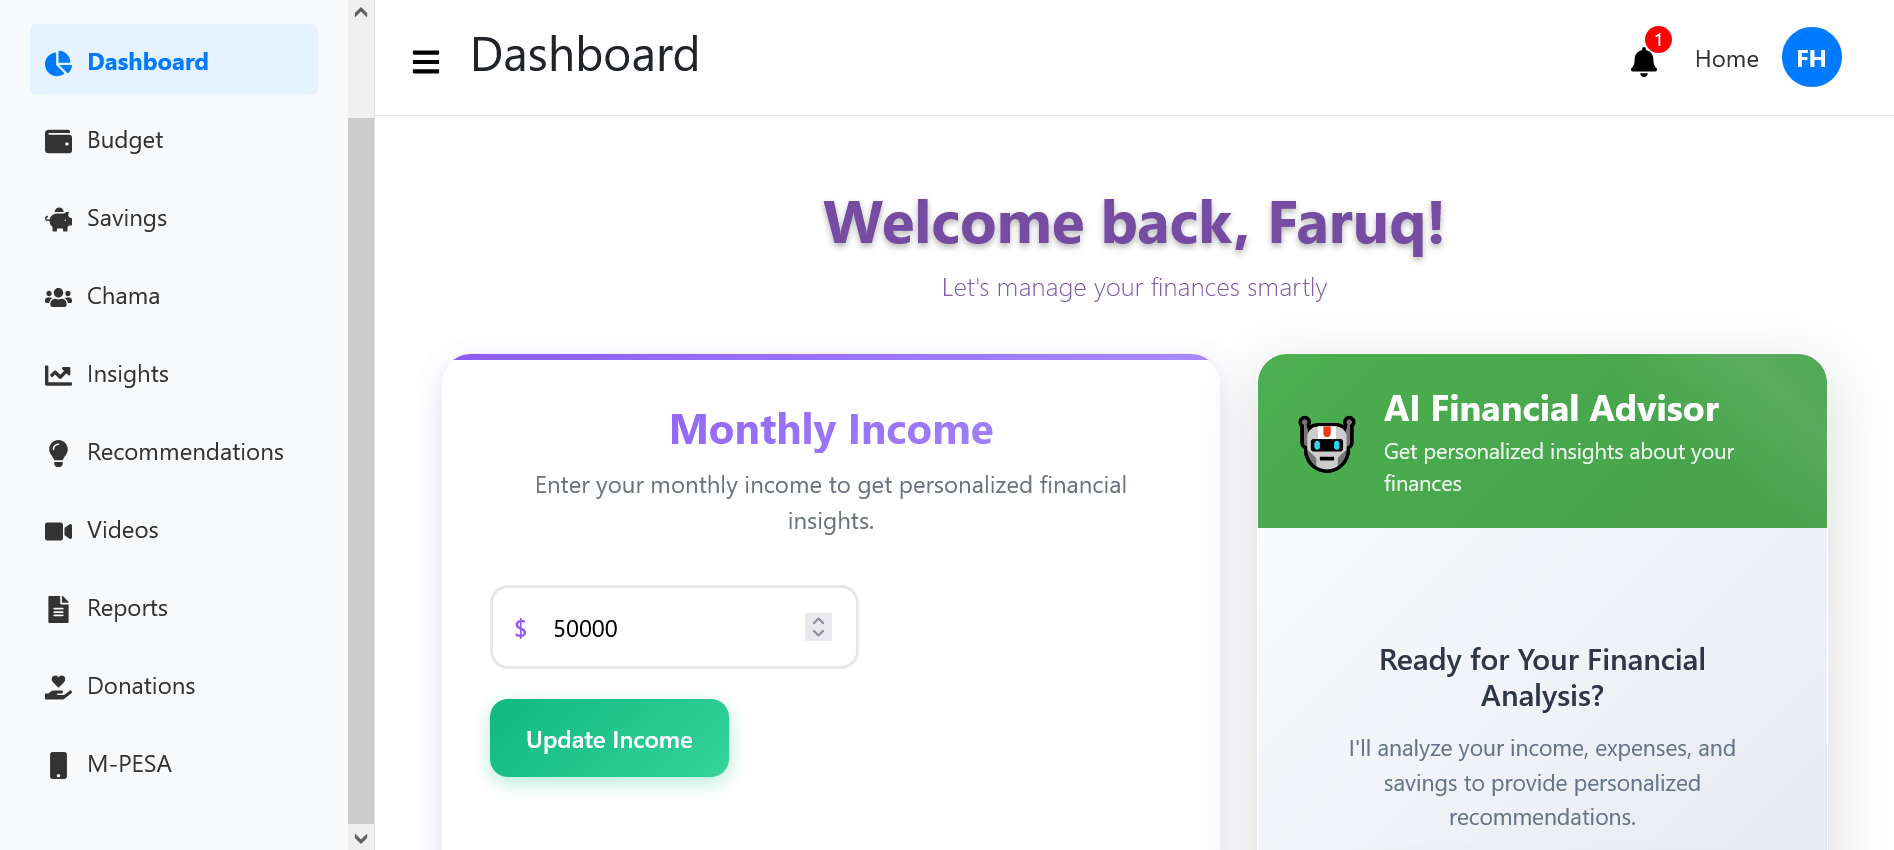 Dashboard
Budget
Savings
Chama
Insights
Recommendations
Videos
Reports
Donations
M-PESA
Dashboard
1
Home
FH
Welcome back, Faruq!
Let's manage your finances smartly
Monthly Income
Enter your monthly income to get personalized financial
insights.
$ 50000
Update Income
AI Financial Advisor
Get personalized insights about your
finances
Ready for Your Financial
Analysis?
I'll analyze your income, expenses, and
savings to provide personalized
recommendations.